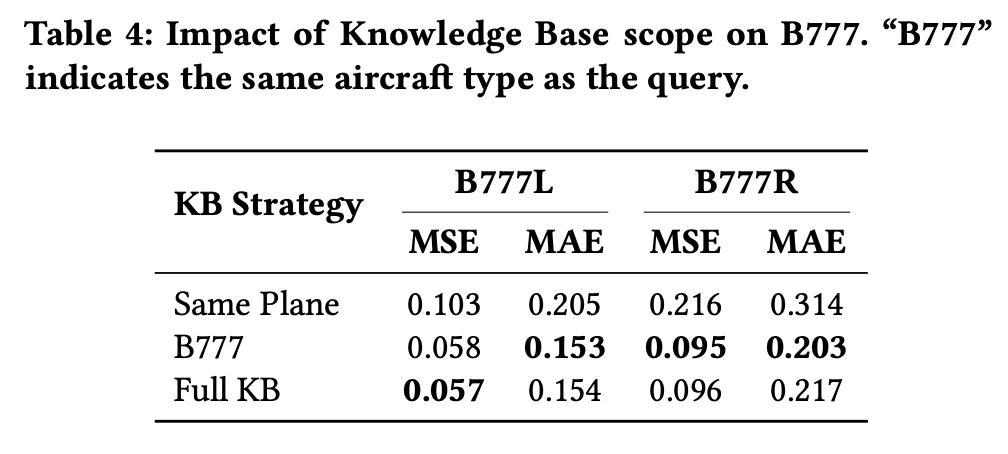 Table 4: Impact of Knowledge Base scope on B777. “B777”
indicates the same aircraft type as the query.
KB Strategy B777L B777R
MSE MAE MSE MAE
Same Plane 0.103 0.205 0.216 0.314
B777 0.058 0.153 0.095 0.203
Full KB 0.057 0.154 0.096 0.217